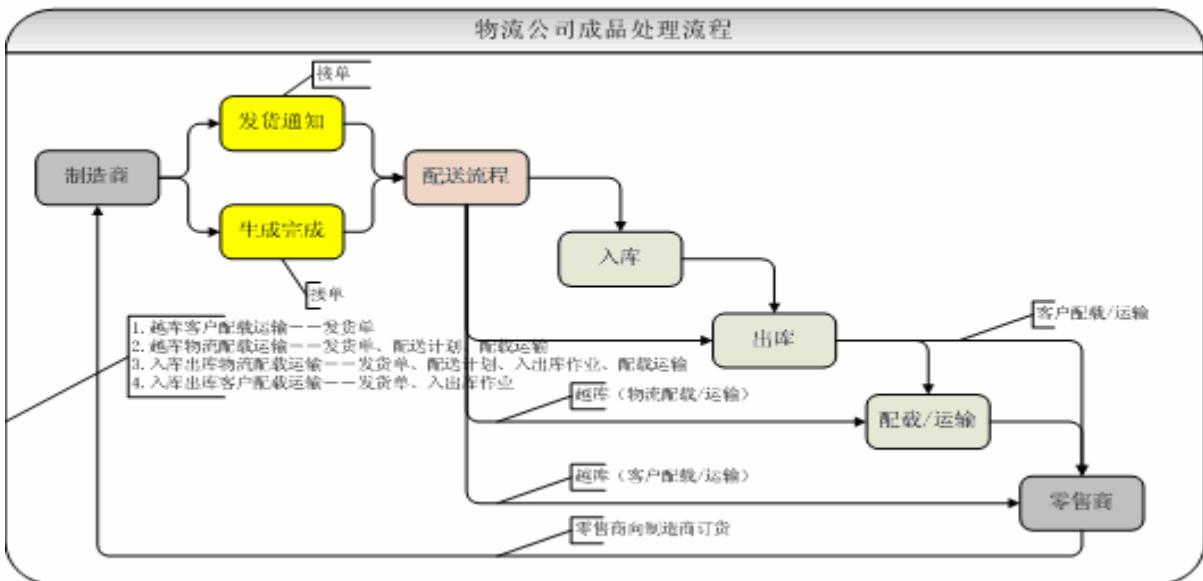 物流公司成品处理流程
接单
发货通知
制造商
配送流程
生成完成
入库
接单
客户配载/运输
1. 越库客户配载运输——发货单
2. 越库物流配载运输——发货单、配送计划、配载运输
3. 入库出库物流配载运输——发货单、配送计划、入出库作业、配载运输
4. 入库出库客户配载运输——发货单、入出库作业
出库
越库（物流配载/运输）
配载/运输
越库（客户配载/运输）
零售商
零售商向制造商订货